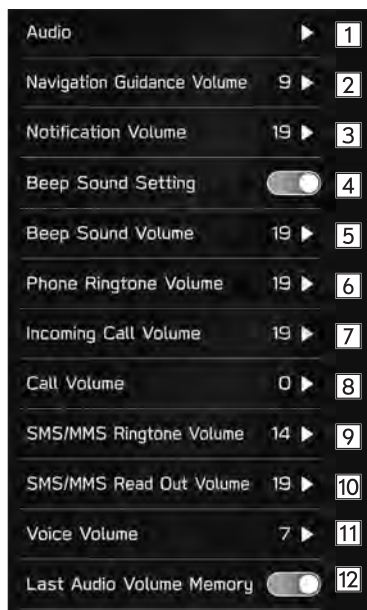 Audio 1
Navigation Guidance Volume 9 2
Notification Volume 19 3
Beep Sound Setting 4
Beep Sound Volume 19 5
Phone Ringtone Volume 19 6
Incoming Call Volume 19 7
Call Volume 0 8
SMS/MMS Ringtone Volume 14 9
SMS/MMS Read Out Volume 19 10
Voice Volume 7 11
Last Audio Volume Memory 12